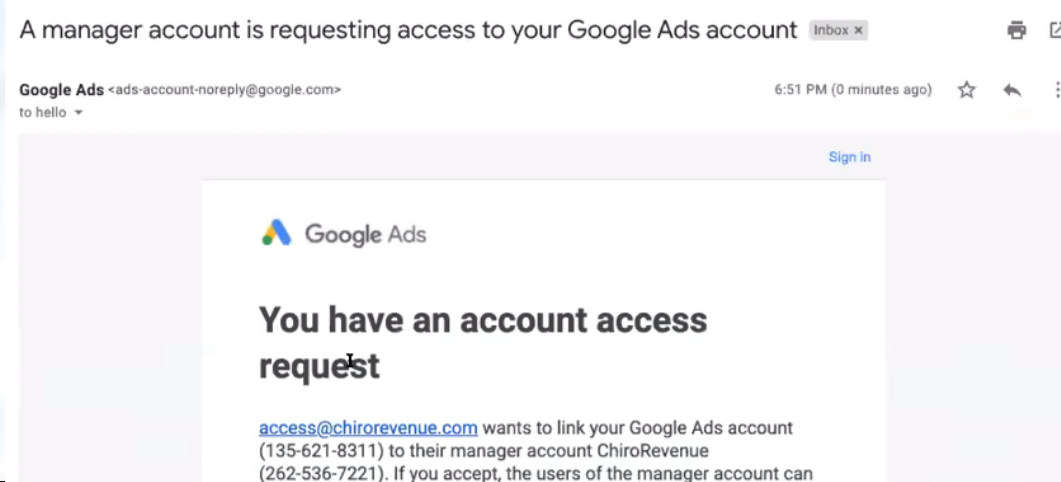 A manager account is requesting access to your Google Ads account Inbox ×
Google Ads <ads-account-noreply@google.com> 6:51 PM (0 minutes ago)
to hello
Sign in
Google Ads
You have an account access
request
access@chirorevenue.com wants to link your Google Ads account
(135-621-8311) to their manager account ChiroRevenue
(262-536-7221). If you accept, the users of the manager account can